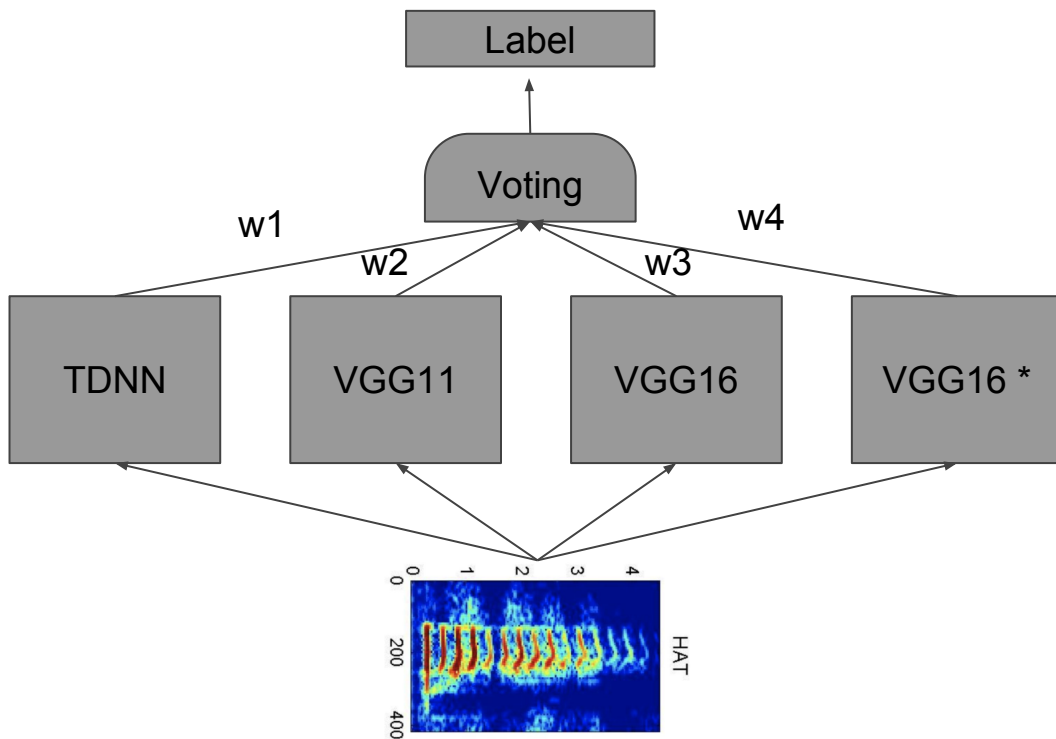 Label
Voting
w1
w2
w3
w4
TDNN
VGG11
VGG16
VGG16 *
0 1 2 3 4
0
200
400
HAT